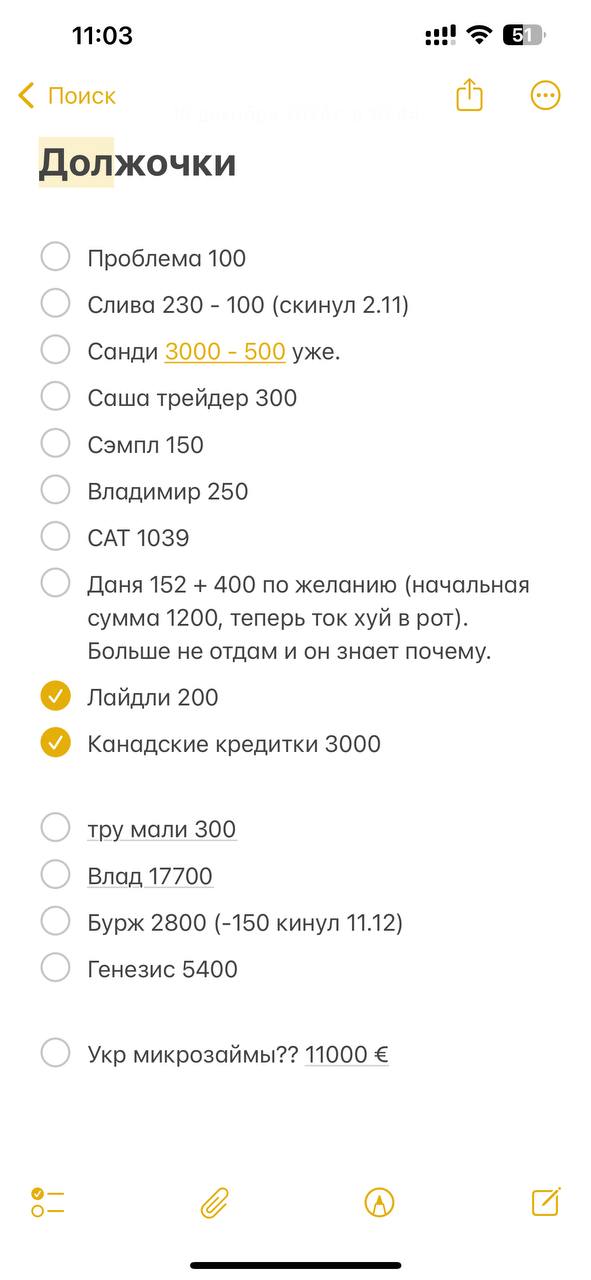 11:03
51
Поиск
Должочки
Проблема 100
Слива 230 - 100 (скинул 2.11)
Санди 3000 - 500 уже.
Саша трейдер 300
Сэмпл 150
Владимир 250
САТ 1039
Даня 152 + 400 по желанию (начальная
сумма 1200, теперь ток хуй в рот).
Больше не отдам и он знает почему.
Лайдли 200
Канадские кредитки 3000
тру мали 300
Влад 17700
Бурж 2800 (-150 кинул 11.12)
Генезис 5400
Укр микрозаймы?? 11000 €